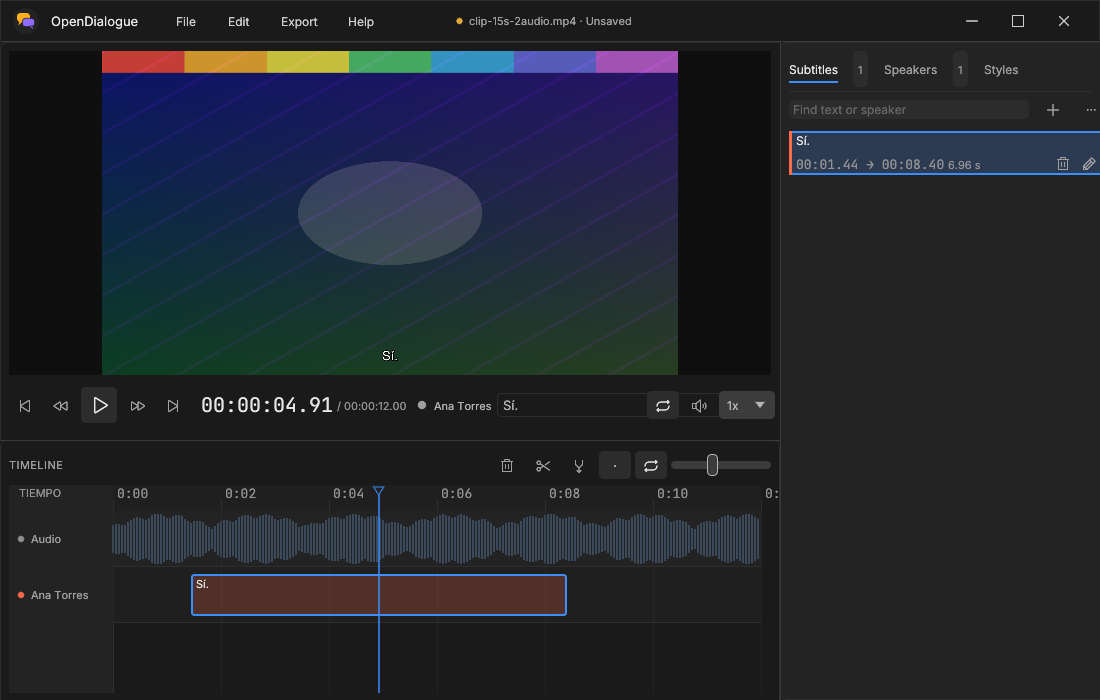 OpenDialogue File Edit Export Help clip-15s-2audio.mp4 · Unsaved
Subtitles 1 Speakers 1 Styles
Find text or speaker
Sí.
00:01.44 → 00:08.40 6.96 s
Sí.
00:00:04.91 / 00:00:12.00 Ana Torres Sí. 1x
TIMELINE
TIEMPO 0:00 0:02 0:04 0:06 0:08 0:10 0:
Audio
Sí.
Ana Torres